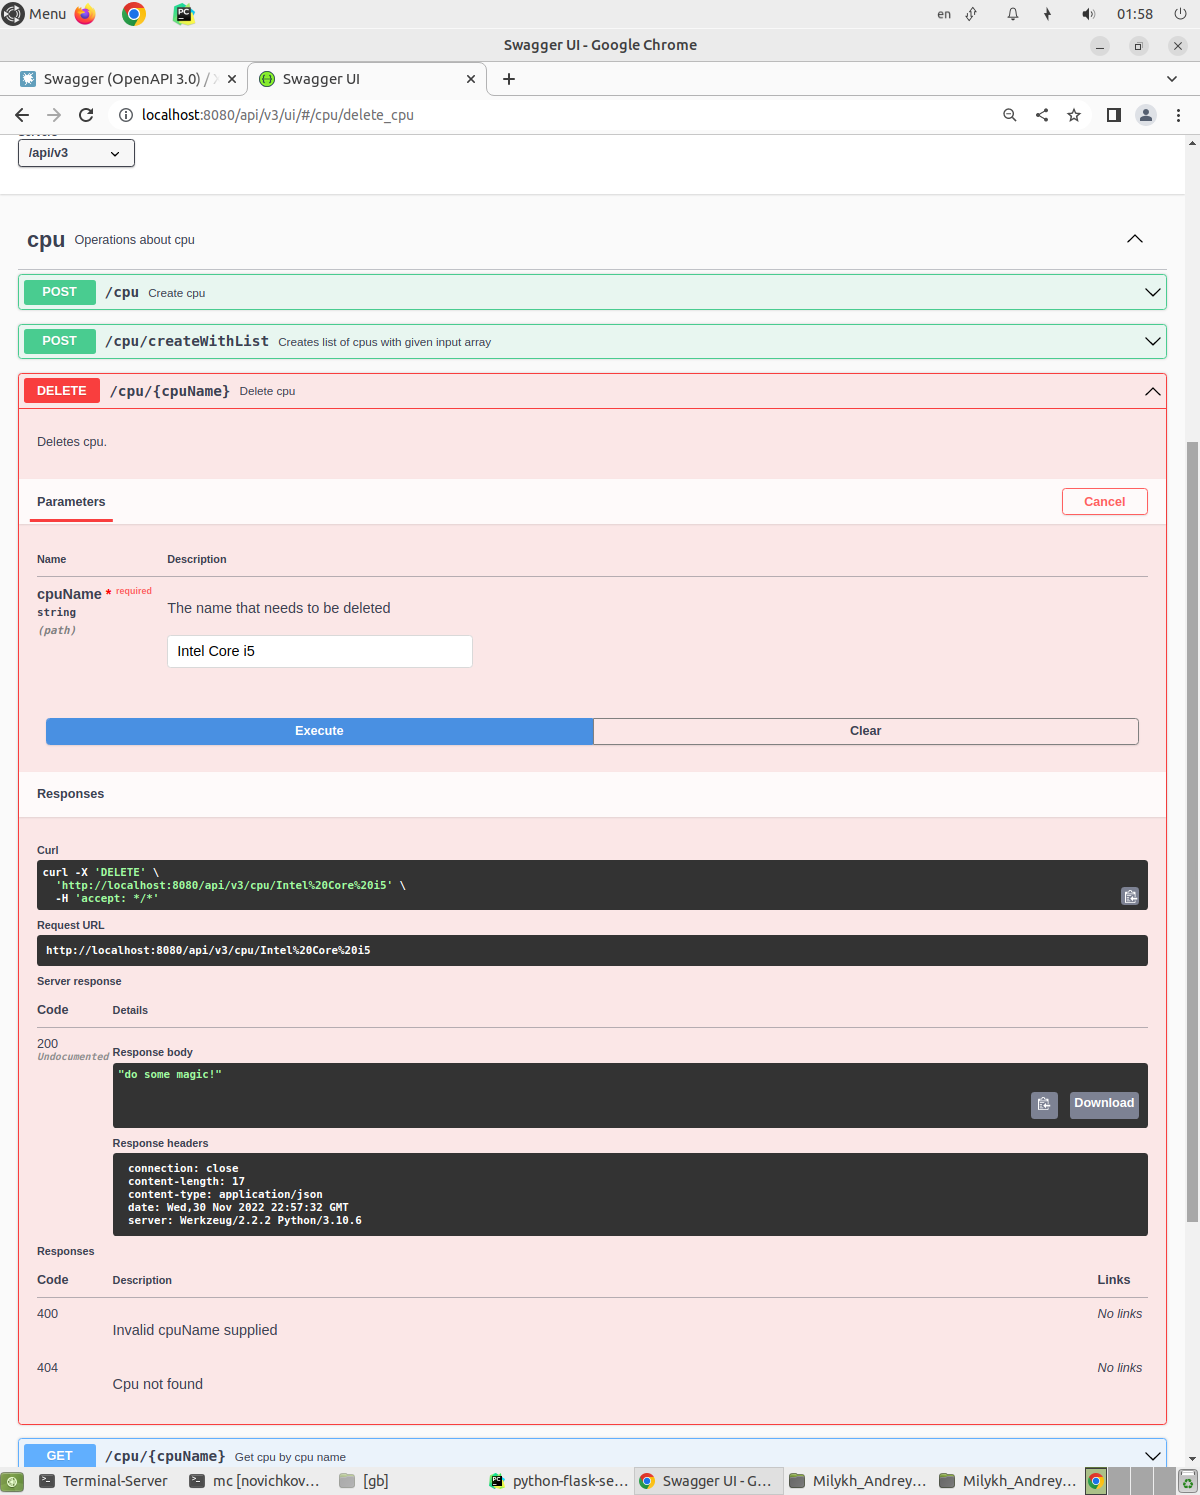 Menu
en
01:58
Swagger UI - Google Chrome
Swagger (OpenAPI 3.0) /
Swagger UI
localhost:8080/api/v3/ui/#/cpu/delete_cpu
/api/v3
cpu Operations about cpu
POST /cpu Create cpu
POST /cpu/createWithList Creates list of cpus with given input array
DELETE /cpu/{cpuName} Delete cpu
Deletes cpu.
Parameters
Cancel
Name Description
cpuName * required
string
(path)
The name that needs to be deleted
Intel Core i5
Execute
Clear
Responses
Curl
curl -X 'DELETE' \
'http://localhost:8080/api/v3/cpu/Intel%20Core%20i5' \
-H 'accept: */*'
Request URL
http://localhost:8080/api/v3/cpu/Intel%20Core%20i5
Server response
Code Details
200
Undocumented
Response body
"do some magic!"
Download
Response headers
connection: close
content-length: 17
content-type: application/json
date: Wed,30 Nov 2022 22:57:32 GMT
server: Werkzeug/2.2.2 Python/3.10.6
Responses
Code Description Links
400 No links
Invalid cpuName supplied
404 No links
Cpu not found
GET /cpu/{cpuName} Get cpu by cpu name
Terminal-Server
mc [novichkov...
[gb]
python-flask-se...
Swagger UI - G...
Milykh_Andrey...
Milykh_Andrey...